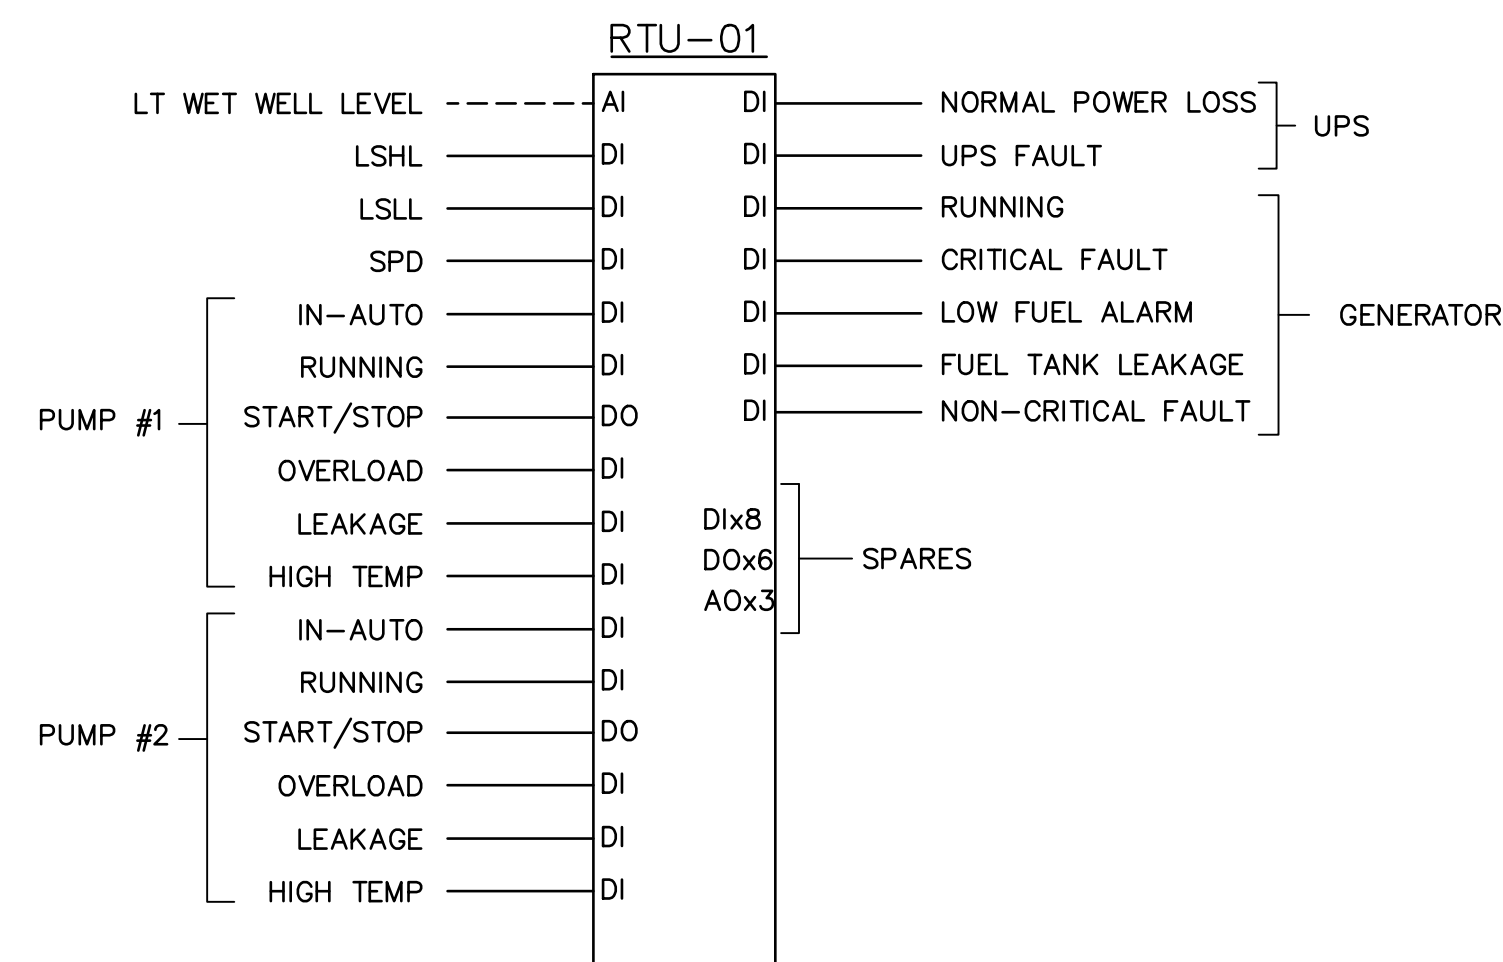 RTU-01
LT WET WELL LEVEL AI DI NORMAL POWER LOSS
UPS
LSHL DI DI UPS FAULT
LSLL DI DI RUNNING
SPD DI DI CRITICAL FAULT
IN-AUTO DI DI LOW FUEL ALARM GENERATOR
RUNNING DI DI FUEL TANK LEAKAGE
PUMP #1 START/STOP DO DI NON-CRITICAL FAULT
OVERLOAD DI
LEAKAGE DI DIx8
DOx6 SPARES
HIGH TEMP DI AOx3
IN-AUTO DI
RUNNING DI
PUMP #2 START/STOP DO
OVERLOAD DI
LEAKAGE DI
HIGH TEMP DI